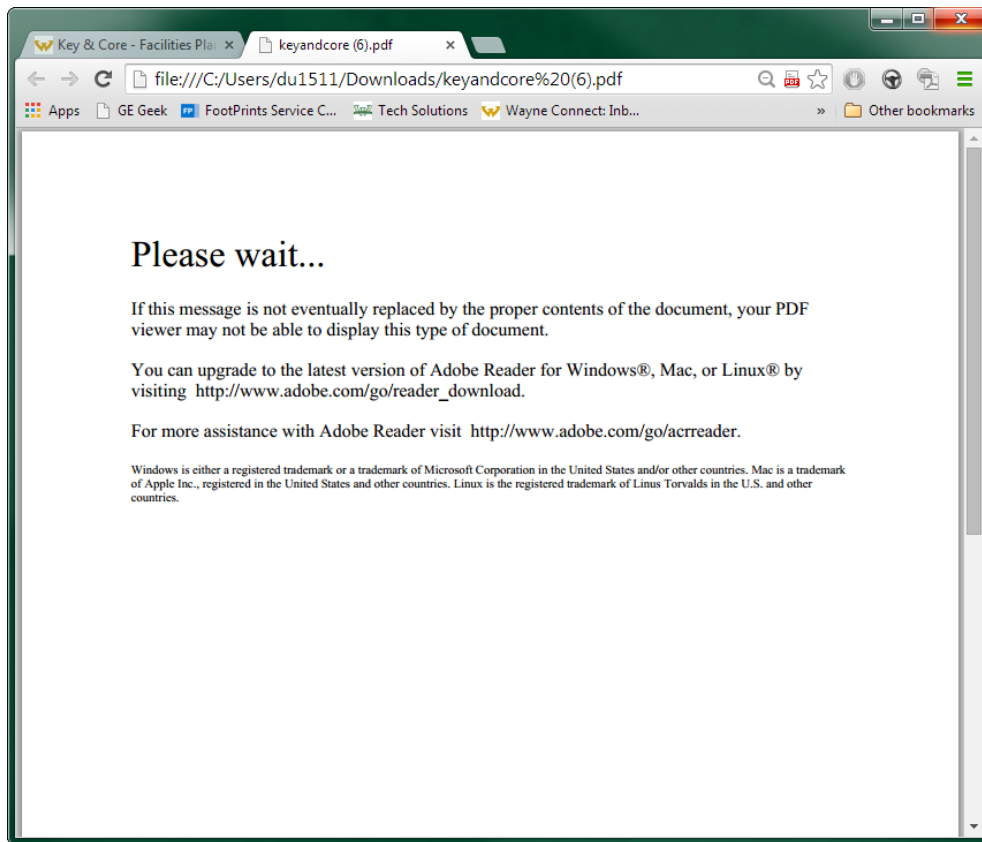 Key & Core - Facilities Pla
keyandcore (6).pdf
file:///C:/Users/du1511/Downloads/keyandcore%20(6).pdf
PDF
Apps
GE Geek
FP
FootPrints Service C...
Tech Solutions
Wayne Connect: Inb...
»
Other bookmarks
Please wait...
If this message is not eventually replaced by the proper contents of the document, your PDF
viewer may not be able to display this type of document.
You can upgrade to the latest version of Adobe Reader for Windows®, Mac, or Linux® by
visiting http://www.adobe.com/go/reader_download.
For more assistance with Adobe Reader visit http://www.adobe.com/go/acrreader.
Windows is either a registered trademark or a trademark of Microsoft Corporation in the United States and/or other countries. Mac is a trademark
of Apple Inc., registered in the United States and other countries. Linux is the registered trademark of Linus Torvalds in the U.S. and other
countries.